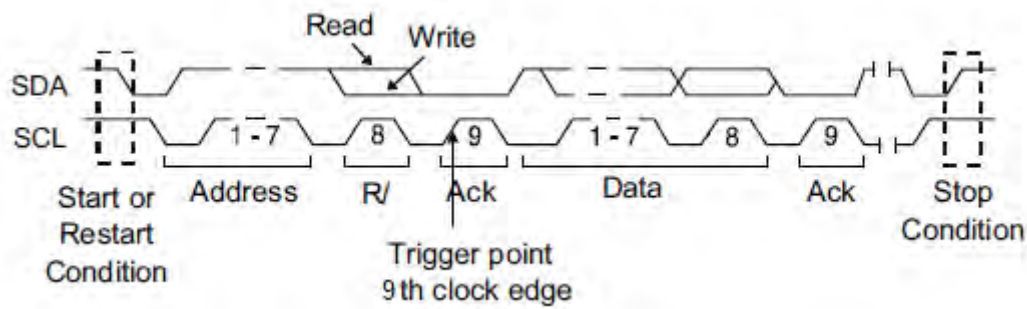 Read
Write
SDA
SCL
1 - 7
8
9
1 - 7
8
9
Address
R/
Ack
Data
Ack
Start or
Restart
Condition
Trigger point
9th clock edge
Stop
Condition